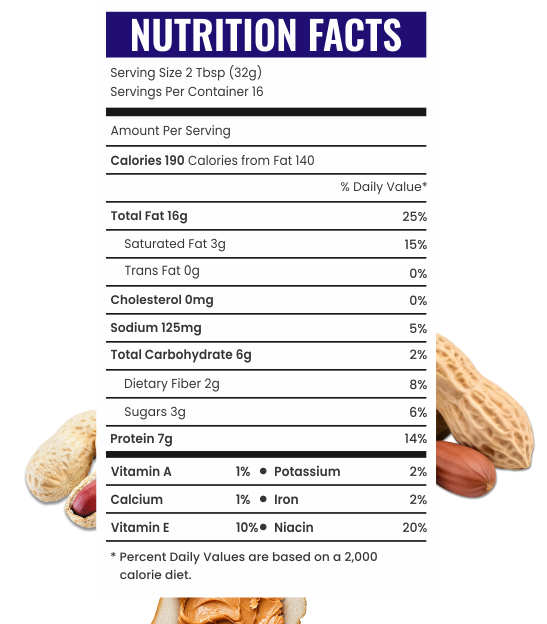 NUTRITION FACTS
Serving Size 2 Tbsp (32g)
Servings Per Container 16
Amount Per Serving
Calories 190 Calories from Fat 140
% Daily Value*
Total Fat 16g 25%
Saturated Fat 3g 15%
Trans Fat 0g 0%
Cholesterol 0mg 0%
Sodium 125mg 5%
Total Carbohydrate 6g 2%
Dietary Fiber 2g 8%
Sugars 3g 6%
Protein 7g 14%
Vitamin A 1% • Potassium 2%
Calcium 1% • Iron 2%
Vitamin E 10% • Niacin 20%
* Percent Daily Values are based on a 2,000
calorie diet.